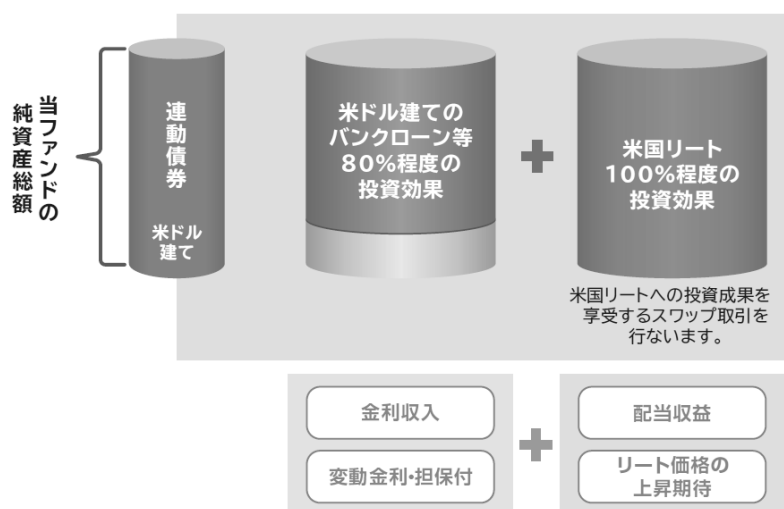 当ファンドの
純資産総額
連動債券
米ドル
建て
米ドル建ての
バンクローン等
80%程度の
投資効果
米国リート
100%程度の
投資効果
米国リートへの投資成果を
享受するスワップ取引を
行ないます。
金利収入
変動金利・担保付
配当収益
リート価格の
上昇期待